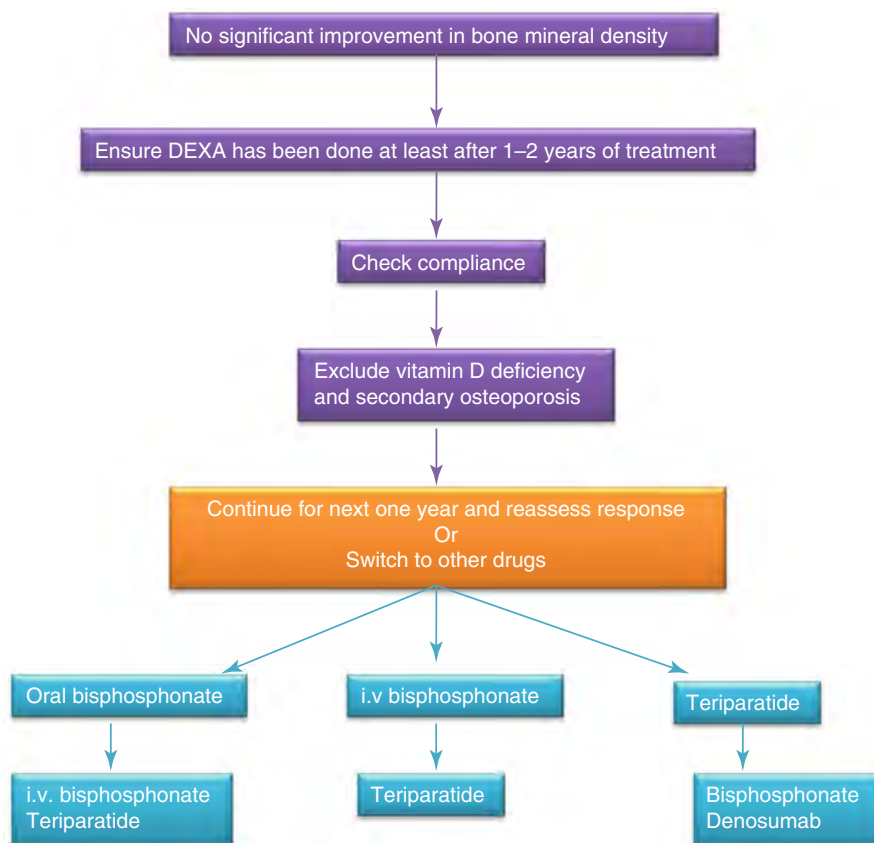 No significant improvement in bone mineral density
Ensure DEXA has been done at least after 1–2 years of treatment
Check compliance
Exclude vitamin D deficiency
and secondary osteoporosis
Continue for next one year and reassess response
Or
Switch to other drugs
Oral bisphosphonate
i.v bisphosphonate
Teriparatide
i.v. bisphosphonate
Teriparatide
Teriparatide
Bisphosphonate
Denosumab